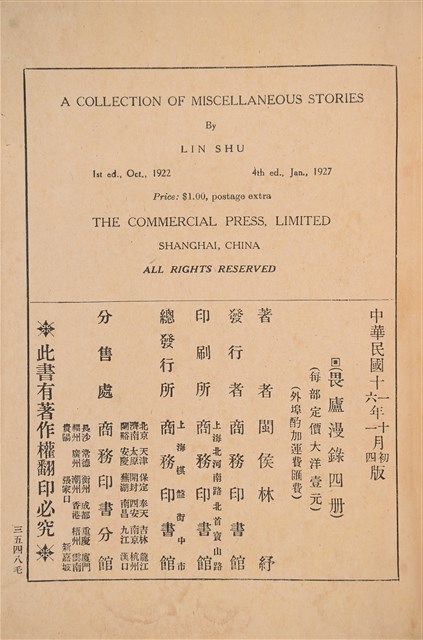 A COLLECTION OF MISCELLANEOUS STORIES
By
LIN SHU
1st ed., Oct., 1922 4th ed., Jan., 1927
Price: $1.00, postage extra
THE COMMERCIAL PRESS, LIMITED
SHANGHAI, CHINA
ALL RIGHTS RESERVED
中華民國十一年十月初版
十六年一月四版
畏廬漫錄四册
(每部定價大洋壹元)
(外埠酌加運費匯費)
著者 閩侯林紓
發行者 商務印書館
上海北河南路北首寶山路
印刷所 商務印書館
上海棋盤街中市
總發行所 商務印書館
北京 天津 保定 奉天 吉林 龍江
濟南 太原 開封 西安 南京 杭州
蘭谿 安慶 蕪湖 南昌 九江 漢口
分售處 商務印書分館
長沙 常德 衡州 成都 重慶 廈門
福州 廣州 潮州 香港 梧州 雲南
貴陽 張家口 新嘉坡
此書有著作權翻印必究
三五四八毛